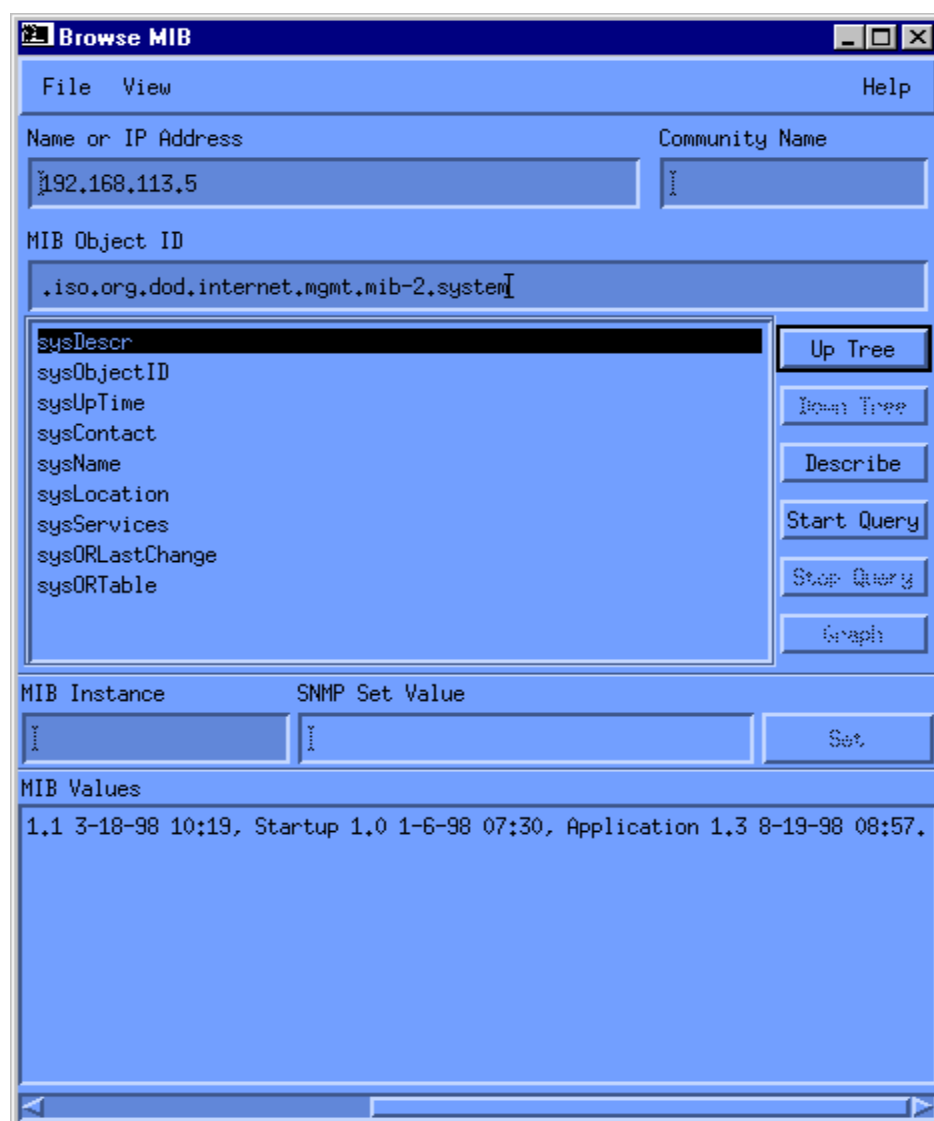 Browse MIB
File View Help
Name or IP Address Community Name
192.168.113.5
MIB Object ID
.iso.org.dod.internet.mgmt.mib-2.system
sysDescr
Up Tree
sysObjectID
sysUpTime
Down Tree
sysContact
sysName
Describe
sysLocation
sysServices
Start Query
sysORLastChange
sysORTable
Stop Query
Graph
MIB Instance SNMP Set Value
Set
MIB Values
1.1 3-18-98 10:19, Startup 1.0 1-6-98 07:30, Application 1.3 8-19-98 08:57.